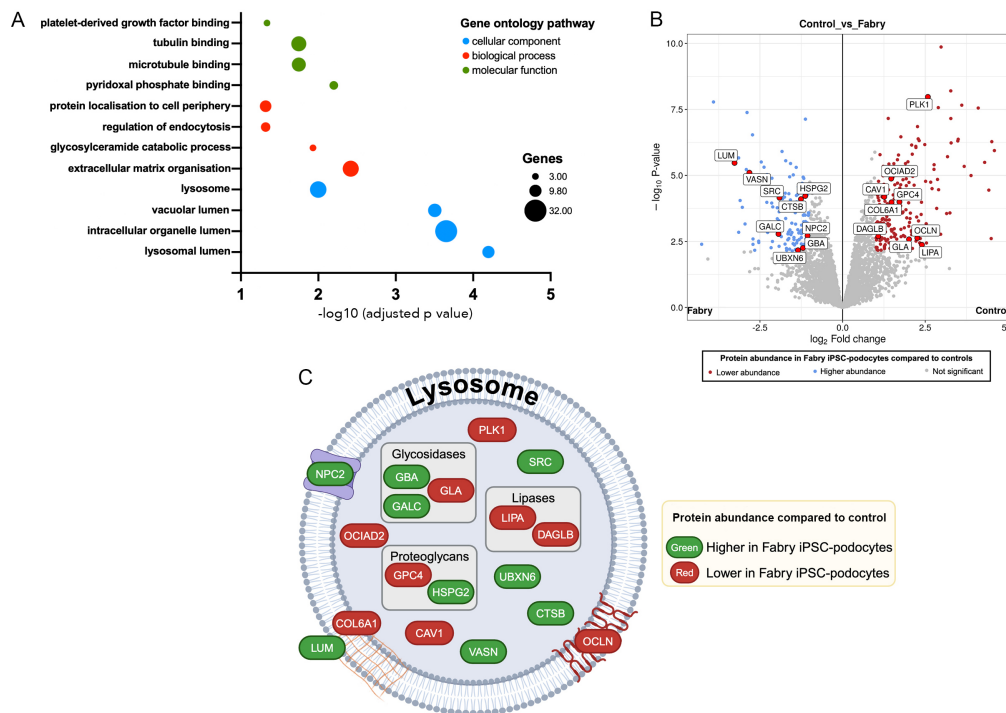 A
platelet-derived growth factor binding
tubulin binding
microtubule binding
pyridoxal phosphate binding
protein localisation to cell periphery
regulation of endocytosis
glycosylceramide catabolic process
extracellular matrix organisation
lysosome
vacuolar lumen
intracellular organelle lumen
lysosomal lumen
1 2 3 4 5
-log10 (adjusted p value)
Gene ontology pathway
cellular component
biological process
molecular function
Genes
3.00
9.80
32.00
B
Control_vs_Fabry
− log10 P-value
10.0
7.5
5.0
2.5
0.0
PLK1
LUM
VASN
OCIAD2
SRC
HSPG2
CAV1
GPC4
CTSB
COL6A1
GALC
NPC2
DAGLB
OCLN
GBA
GLA
LIPA
UBXN6
Fabry
Contro
-2.5 0.0 2.5 5
log2 Fold change
Protein abundance in Fabry iPSC-podocytes compared to controls
Lower abundance Higher abundance Not significant
C
Lysosome
PLK1
Glycosidases
SRC
NPC2
GBA
GLA
GALC
Lipases
LIPA
DAGLB
OCIAD2
Proteoglycans
GPC4
HSPG2
UBXN6
CTSB
COL6A1
CAV1
OCLN
LUM
VASN
Protein abundance compared to control
Green Higher in Fabry iPSC-podocytes
Red Lower in Fabry iPSC-podocytes